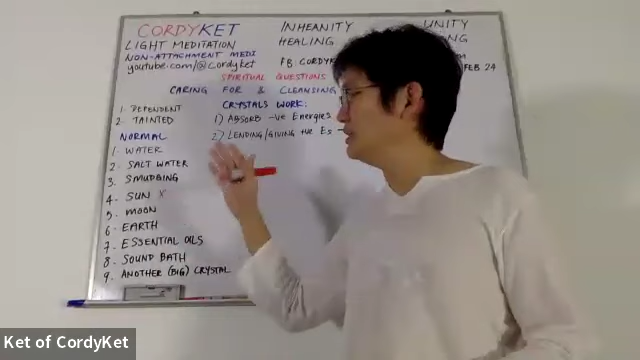 CORDYKET
LIGHT MEDITATION
NON-ATTACHMENT MEDI
youtube.com/@Cordyket
INHEANITY
HEALING
FB: CORDYK
UNITY
FEB 24
SPIRITUAL QUESTIONS
CARING FOR & CLEANSING
1. DEPENDENT
2. TAINTED
NORMAL
1. WATER
2. SALT WATER
3. SMUDGING
4. SUN X
5. MOON
6. EARTH
7. ESSENTIAL OILS
8. SOUND BATH
9. ANOTHER (BIG) CRYSTAL
CRYSTALS WORK:
1) ABSORB -ve Energies
2) LENDING/GIVING +ve Es
Ket of CordyKet